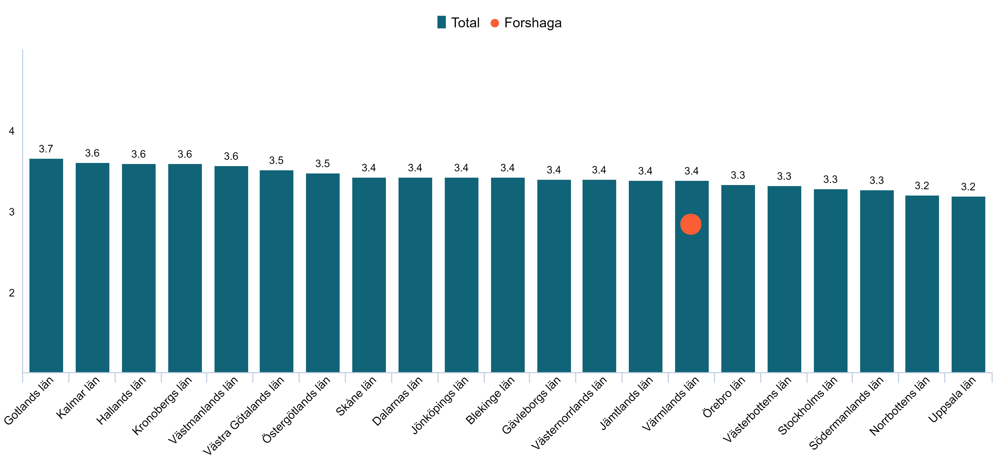 Total Forshaga
4
3
2
3.7 3.6 3.6 3.6 3.6 3.5 3.5 3.4 3.4 3.4 3.4 3.4 3.4 3.4 3.4 3.3 3.3 3.3 3.3 3.2 3.2
Gotlands län
Kalmar län
Hallands län
Kronobergs län
Västmanlands län
Västra Götalands län
Östergötlands län
Skåne län
Dalarnas län
Jönköpings län
Blekinge län
Gävleborgs län
Västernorrlands län
Jämtlands län
Värmlands län
Örebro län
Västerbottens län
Stockholms län
Södermanlands län
Norrbottens län
Uppsala län